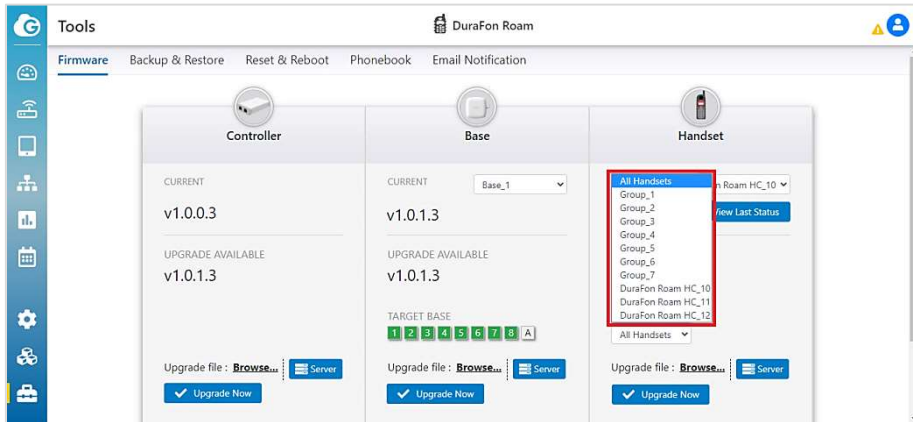 Tools
DuraFon Roam
Firmware Backup & Restore Reset & Reboot Phonebook Email Notification
Controller
CURRENT
v1.0.0.3
UPGRADE AVAILABLE
v1.0.1.3
Upgrade file : Browse... Server
Upgrade Now
Base
CURRENT Base_1
v1.0.1.3
UPGRADE AVAILABLE
v1.0.1.3
TARGET BASE
1 2 3 4 5 6 7 8 A
Upgrade file : Browse... Server
Upgrade Now
Handset
Roam HC_10
View Last Status
All Handsets
Group_1
Group_2
Group_3
Group_4
Group_5
Group_6
Group_7
DuraFon Roam HC_10
DuraFon Roam HC_11
DuraFon Roam HC_12
All Handsets
Upgrade file : Browse... Server
Upgrade Now